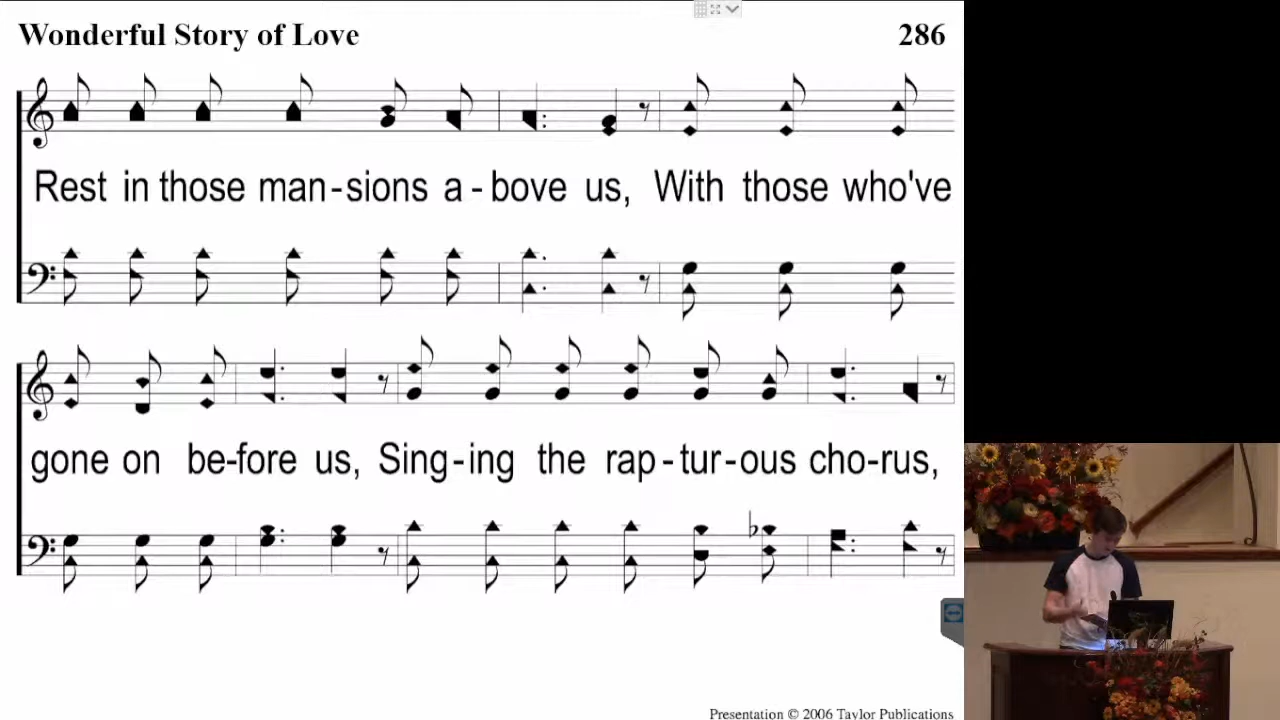 Wonderful Story of Love 286
Rest in those man-sions a-bove us, With those who've
gone on be-fore us, Sing-ing the rap-tur-ous cho-rus,
Presentation © 2006 Taylor Publications